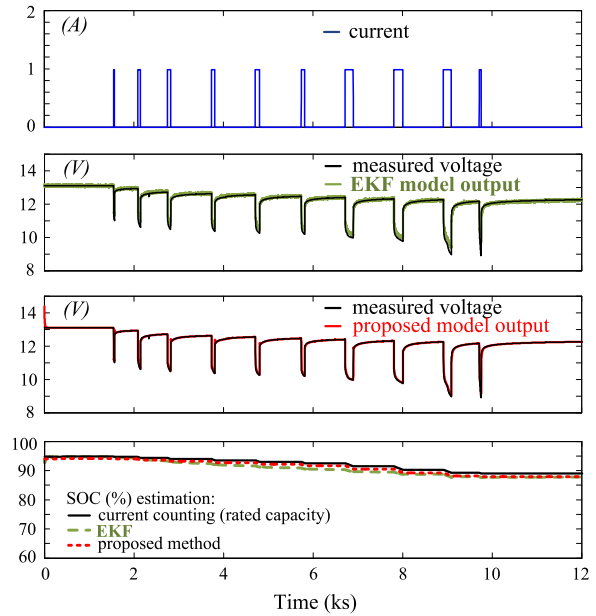 2
(A)
current
1
0
14
(V)
measured voltage
EKF model output
12
10
8
14
(V)
measured voltage
proposed model output
12
10
8
100
90
80
SOC (%) estimation:
current counting (rated capacity)
70
EKF
proposed method
60
0 2 4 6 8 10 12
Time (ks)